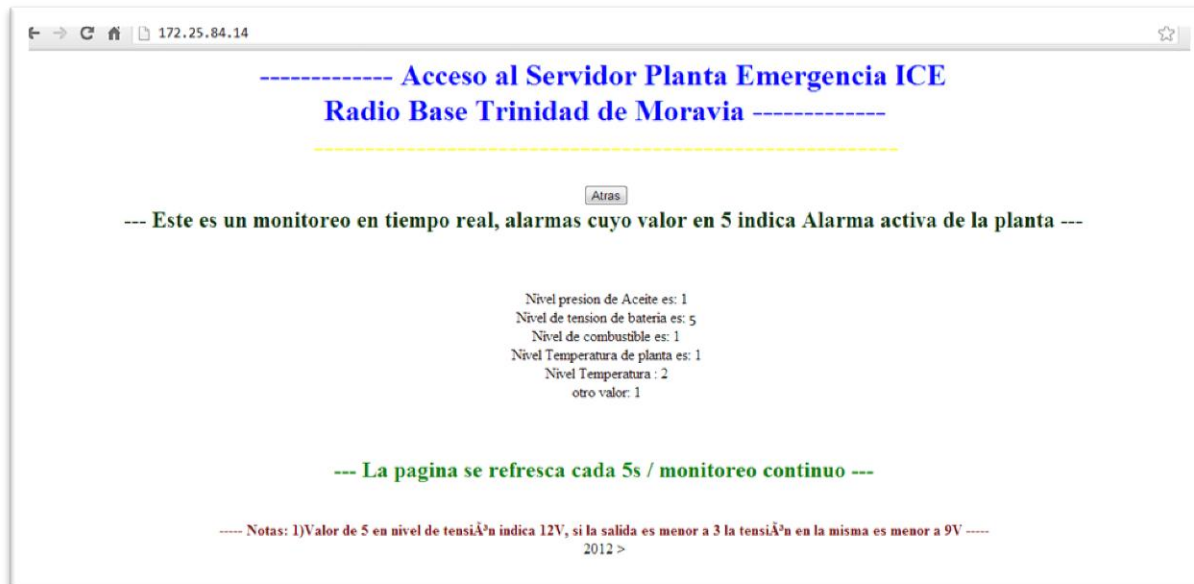 172.25.84.14
------------- Acceso al Servidor Planta Emergencia ICE
Radio Base Trinidad de Moravia -------------
---------------------------------------------------------
Atras
--- Este es un monitoreo en tiempo real, alarmas cuyo valor en 5 indica Alarma activa de la planta ---
Nivel presion de Aceite es: 1
Nivel de tension de bateria es: 5
Nivel de combustible es: 1
Nivel Temperatura de planta es: 1
Nivel Temperatura : 2
otro valor: 1
--- La pagina se refresca cada 5s / monitoreo continuo ---
----- Notas: 1)Valor de 5 en nivel de tensiÃ³n indica 12V, si la salida es menor a 3 la tensiÃ³n en la misma es menor a 9V -----
2012 >